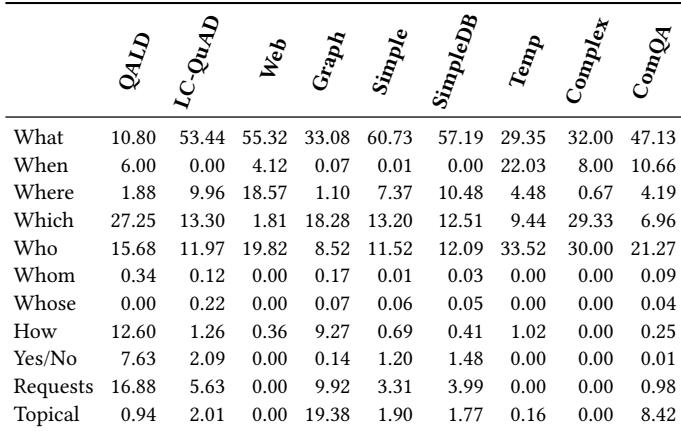 QALD LC-QuAD Web Graph Simple SimpleDB Temp Complex ComQA
What 10.80 53.44 55.32 33.08 60.73 57.19 29.35 32.00 47.13
When 6.00 0.00 4.12 0.07 0.01 0.00 22.03 8.00 10.66
Where 1.88 9.96 18.57 1.10 7.37 10.48 4.48 0.67 4.19
Which 27.25 13.30 1.81 18.28 13.20 12.51 9.44 29.33 6.96
Who 15.68 11.97 19.82 8.52 11.52 12.09 33.52 30.00 21.27
Whom 0.34 0.12 0.00 0.17 0.01 0.03 0.00 0.00 0.09
Whose 0.00 0.22 0.00 0.07 0.06 0.05 0.00 0.00 0.04
How 12.60 1.26 0.36 9.27 0.69 0.41 1.02 0.00 0.25
Yes/No 7.63 2.09 0.00 0.14 1.20 1.48 0.00 0.00 0.01
Requests 16.88 5.63 0.00 9.92 3.31 3.99 0.00 0.00 0.98
Topical 0.94 2.01 0.00 19.38 1.90 1.77 0.16 0.00 8.42